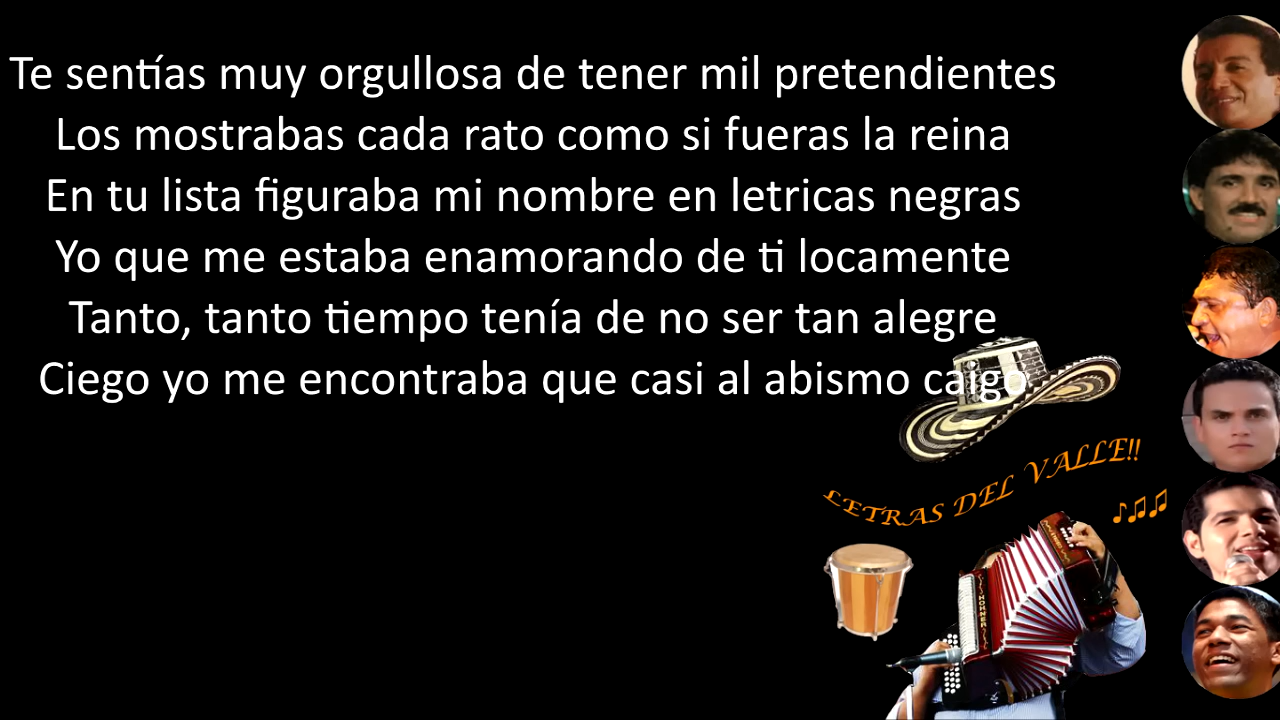 Te sentías muy orgullosa de tener mil pretendientes
Los mostrabas cada rato como si fueras la reina
En tu lista figuraba mi nombre en letricas negras
Yo que me estaba enamorando de ti locamente
Tanto, tanto tiempo tenía de no ser tan alegre
Ciego yo me encontraba que casi al abismo caigo
LETRAS DEL VALLE!!
HOHNER